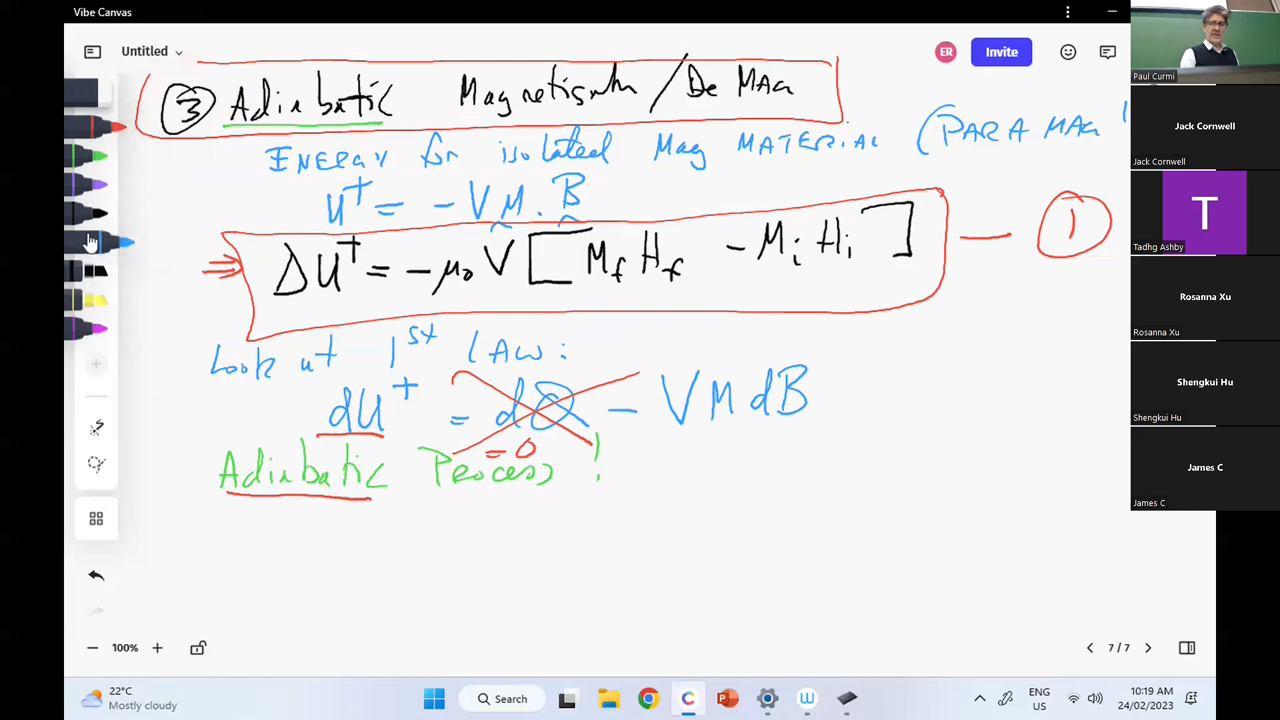 Vibe Canvas
Untitled
ER
Invite
③ Adiabatic Magnetisatn / De MAG
ENERGY for isolated Mag MATERIAL (PARA MAG
U⁺ = - V M . B
⇒ ΔU⁺ = -μ₀ V [ M_f H_f - M_i H_i ] — ①
Look at 1st LAW:
dU⁺ = dQ - V M dB
= 0
Adiabatic Process !
100%
7 / 7
Paul Curmi
Jack Cornwell
Jack Cornwell
T
Tadhg Ashby
Rosanna Xu
Rosanna Xu
Shengkui Hu
Shengkui Hu
James C
James C
22°C
Mostly cloudy
Search
ENG
US
10:19 AM
24/02/2023